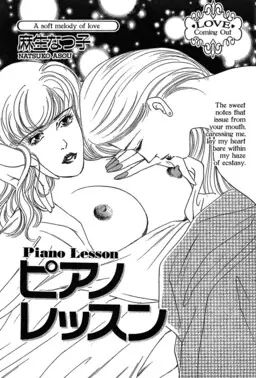 A soft melody of love
麻生なつ子
NATSUKO ASOU
LOVE
Coming Out
The sweet
notes that
issue from
your mouth,
ressing me,
y my heart
bare within
my haze
of ecstasy.
Piano Lesson
ピアノ
レッスン